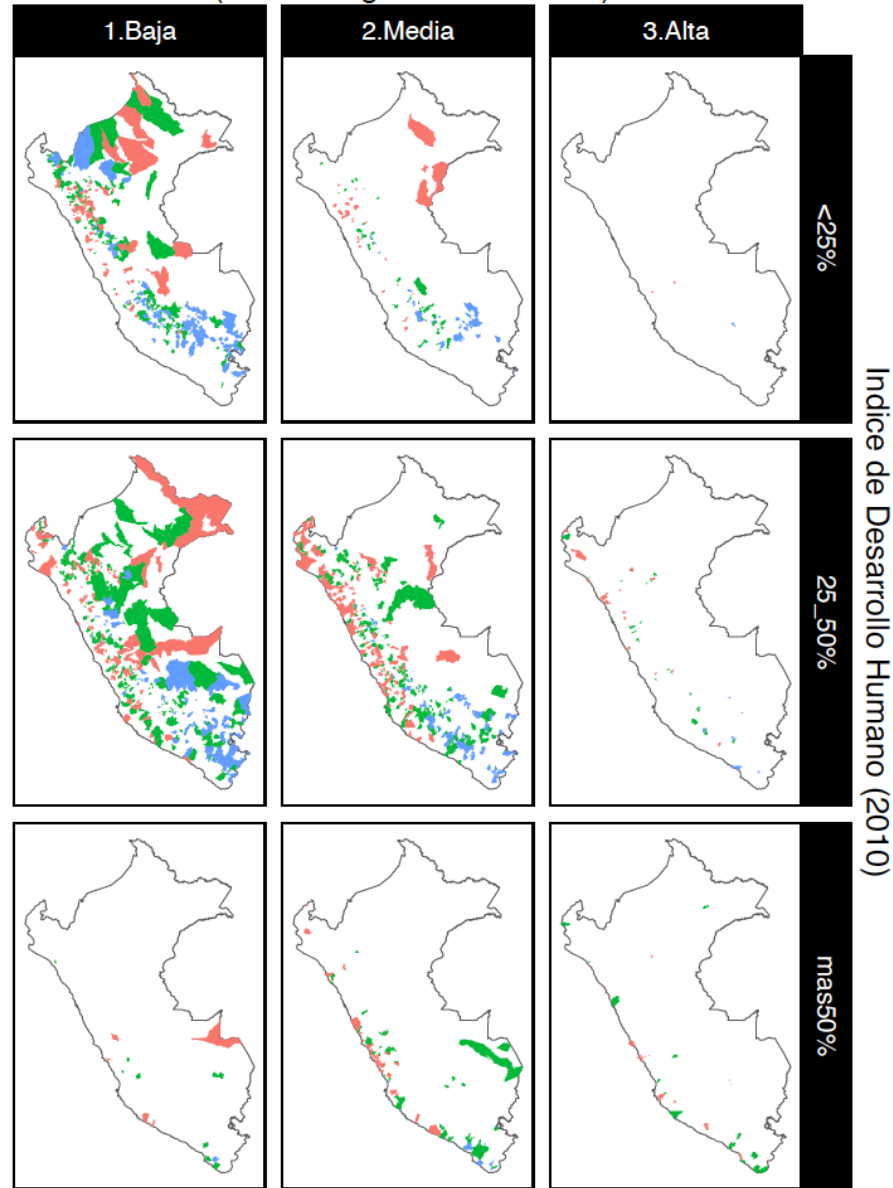 1.Baja
2.Media
3.Alta
<25%
25_50%
mas50%
Indice de Desarrollo Humano (2010)